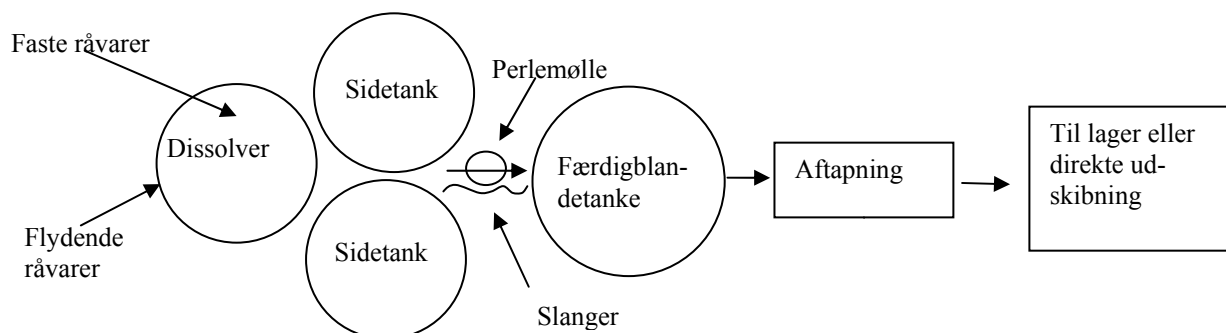 Faste råvarer
Sidetank
Perlemølle
Dissolver
Færdigblan-
detanke
Aftapning
Til lager eller
direkte ud-
skibning
Flydende
råvarer
Sidetank
Slanger